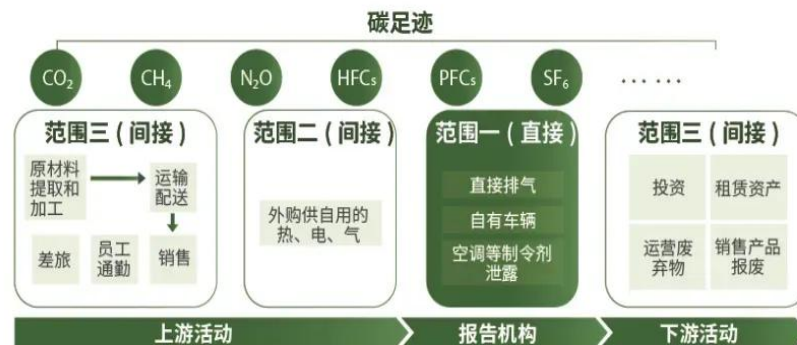 碳足迹
CO₂
CH₄
N₂O
HFCs
PFCs
SF₆
…… 
范围三(间接)
原材料
提取和
加工
运输
配送
差旅
员工
通勤
销售
范围二(间接)
外购供自用的
热、电、气
范围一(直接)
直接排气
自有车辆
空调等制令剂
泄露
范围三(间接)
投资
租赁资产
运营废
弃物
销售产品
报废
上游活动
报告机构
下游活动